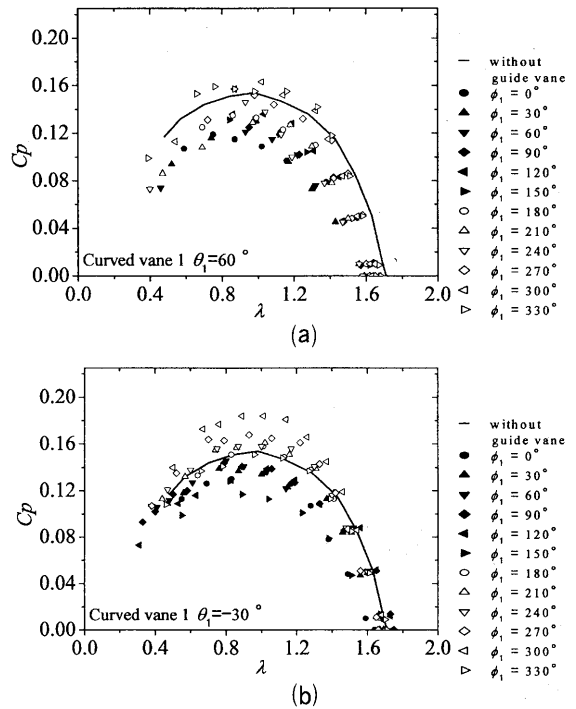 (a)
0.20
0.16
0.12
0.08
0.04
0.00
Cp
0.0 0.4 0.8 1.2 1.6 2.0
λ
Curved vane 1 θ₁=60°
without
guide vane
ϕ₁ = 0°
ϕ₁ = 30°
ϕ₁ = 60°
ϕ₁ = 90°
ϕ₁ = 120°
ϕ₁ = 150°
ϕ₁ = 180°
ϕ₁ = 210°
ϕ₁ = 240°
ϕ₁ = 270°
ϕ₁ = 300°
ϕ₁ = 330°
(a)
0.20
0.16
0.12
0.08
0.04
0.00
Cp
0.0 0.4 0.8 1.2 1.6 2.0
λ
Curved vane 1 θ₁=−30°
without
guide vane
ϕ₁ = 0°
ϕ₁ = 30°
ϕ₁ = 60°
ϕ₁ = 90°
ϕ₁ = 120°
ϕ₁ = 150°
ϕ₁ = 180°
ϕ₁ = 210°
ϕ₁ = 240°
ϕ₁ = 270°
ϕ₁ = 300°
ϕ₁ = 330°
(b)